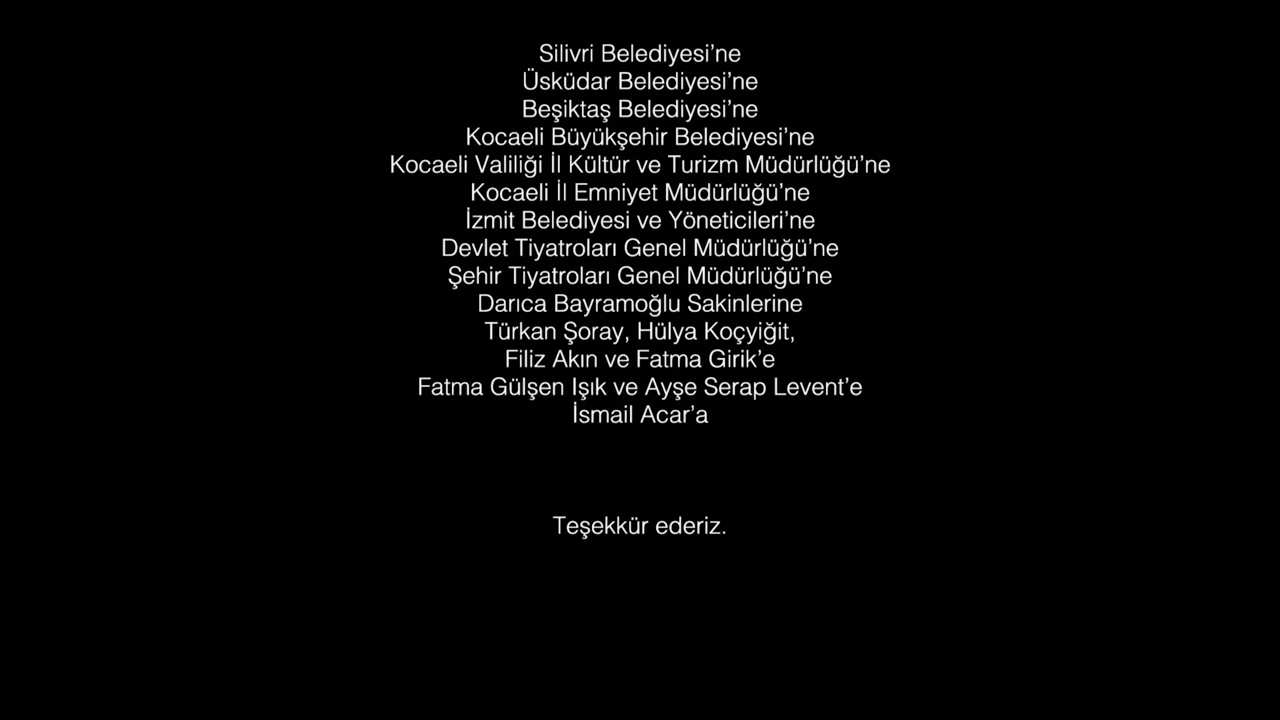 Silivri Belediyesi’ne
Üsküdar Belediyesi’ne
Beşiktaş Belediyesi’ne
Kocaeli Büyükşehir Belediyesi’ne
Kocaeli Valiliği İl Kültür ve Turizm Müdürlüğü’ne
Kocaeli İl Emniyet Müdürlüğü’ne
İzmit Belediyesi ve Yöneticileri’ne
Devlet Tiyatroları Genel Müdürlüğü’ne
Şehir Tiyatroları Genel Müdürlüğü’ne
Darıca Bayramoğlu Sakinlerine
Türkan Şoray, Hülya Koçyiğit,
Filiz Akın ve Fatma Girik’e
Fatma Gülşen Işık ve Ayşe Serap Levent’e
İsmail Acar’a
Teşekkür ederiz.